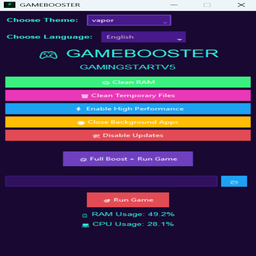 GAMEBOOSTER
Choose Theme: vapor
Choose Language: English
GAMEBOOSTER
GAMINGSTARTV5
Clean RAM
Clean Temporary Files
Enable High Performance
Close Background Apps
Disable Updates
Full Boost + Run Game
Run Game
RAM Usage: 49.2%
CPU Usage: 28.1%